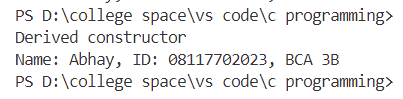 PS D:\college space\vs code\c programming>
Derived constructor
Name: Abhay, ID: 08117702023, BCA 3B
PS D:\college space\vs code\c programming>